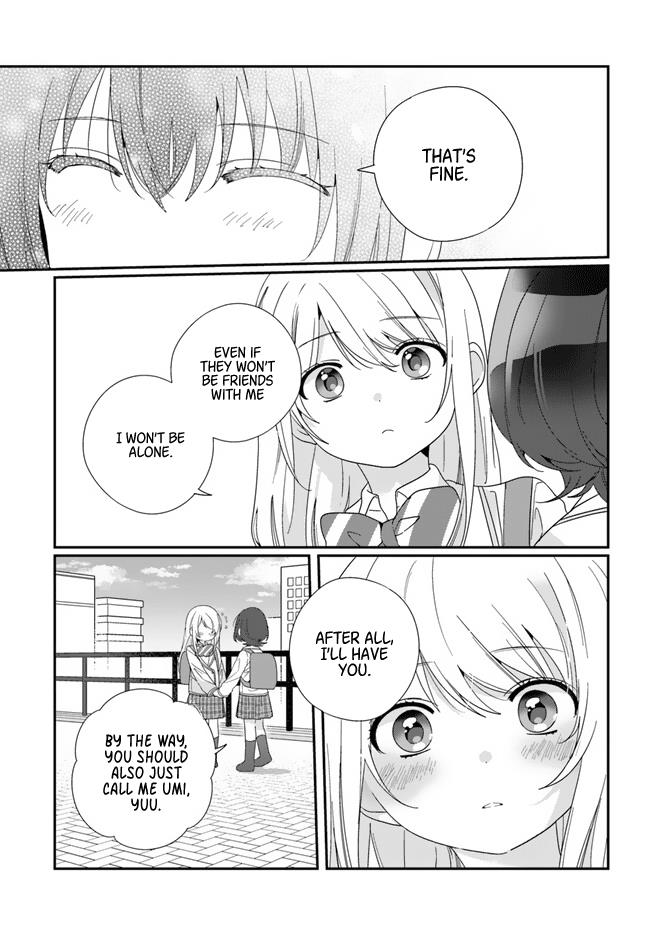 THAT'S
FINE.
EVEN IF
THEY WON'T
BE FRIENDS
WITH ME
I WON'T BE
ALONE.
AFTER ALL,
I'LL HAVE
YOU.
BY THE WAY,
YOU SHOULD
ALSO JUST
CALL ME UMI,
YUU.